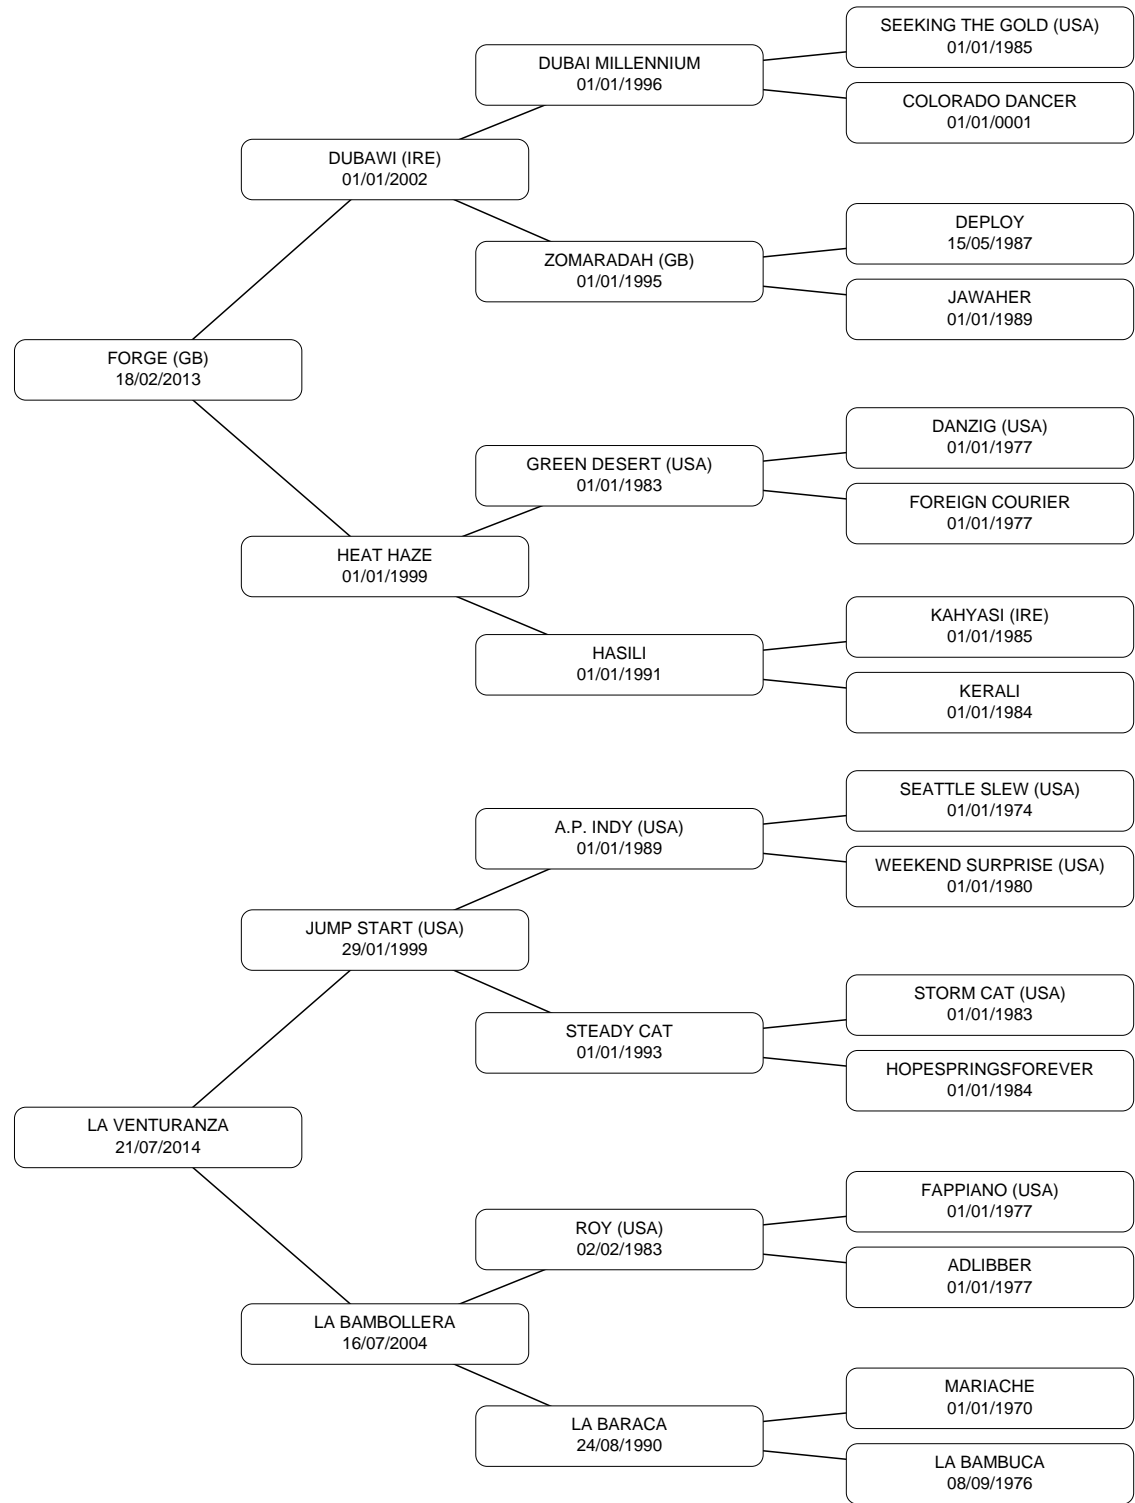 SEEKING THE GOLD (USA)
01/01/1985
DUBAI MILLENNIUM
01/01/1996
COLORADO DANCER
01/01/0001
DUBAWI (IRE)
01/01/2002
DEPLOY
15/05/1987
ZOMARADAH (GB)
01/01/1995
JAWAHER
01/01/1989
FORGE (GB)
18/02/2013
DANZIG (USA)
01/01/1977
GREEN DESERT (USA)
01/01/1983
FOREIGN COURIER
01/01/1977
HEAT HAZE
01/01/1999
KAHYASI (IRE)
01/01/1985
HASILI
01/01/1991
KERALI
01/01/1984
SEATTLE SLEW (USA)
01/01/1974
A.P. INDY (USA)
01/01/1989
WEEKEND SURPRISE (USA)
01/01/1980
JUMP START (USA)
29/01/1999
STORM CAT (USA)
01/01/1983
STEADY CAT
01/01/1993
HOPESPRINGSFOREVER
01/01/1984
LA VENTURANZA
21/07/2014
FAPPIANO (USA)
01/01/1977
ROY (USA)
02/02/1983
ADLIBBER
01/01/1977
LA BAMBOLLERA
16/07/2004
MARIACHE
01/01/1970
LA BARACA
24/08/1990
LA BAMBUCA
08/09/1976